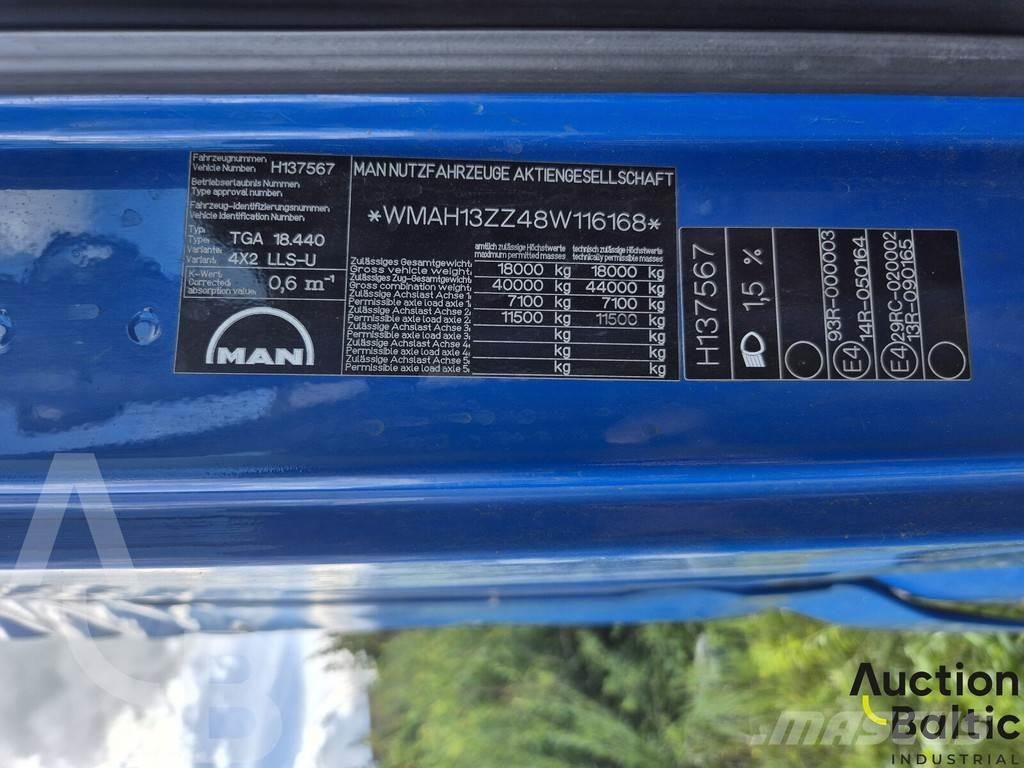 Fahrzeugnummer
Vehicle Number H137567
Betriebserlaubnis Nummer
Type approval number
Fahrzeug-Identifizierungsnummer
Vehicle Identification Number
Typ
Type TGA 18.440
Variante
Variant 4X2 LLS-U
K-Wert
Corrected absorption value 0,6 m⁻¹
MAN
MAN NUTZFAHRZEUGE AKTIENGESELLSCHAFT
*WMAH13ZZ48W116168*
amtlich zulässige Höchstwerte technisch zulässige Höchstwerte
maximum permitted masses technically permissible masses
Zulässiges Gesamtgewicht
Gross vehicle weight 18000 kg 18000 kg
Zulässiges Zug-Gesamtgewicht
Gross combination weight 40000 kg 44000 kg
Zulässige Achslast Achse 1
Permissible axle load axle 1 7100 kg 7100 kg
Zulässige Achslast Achse 2
Permissible axle load axle 2 11500 kg 11500 kg
Zulässige Achslast Achse 3
Permissible axle load axle 3 kg kg
Zulässige Achslast Achse 4
Permissible axle load axle 4 kg kg
Zulässige Achslast Achse 5
Permissible axle load axle 5 kg kg
H137567
1,5 %
93R-000003
E4 14R-050164
E4 29RC-020002
13R-090165
Auction
Baltic
INDUSTRIAL
MASCUS